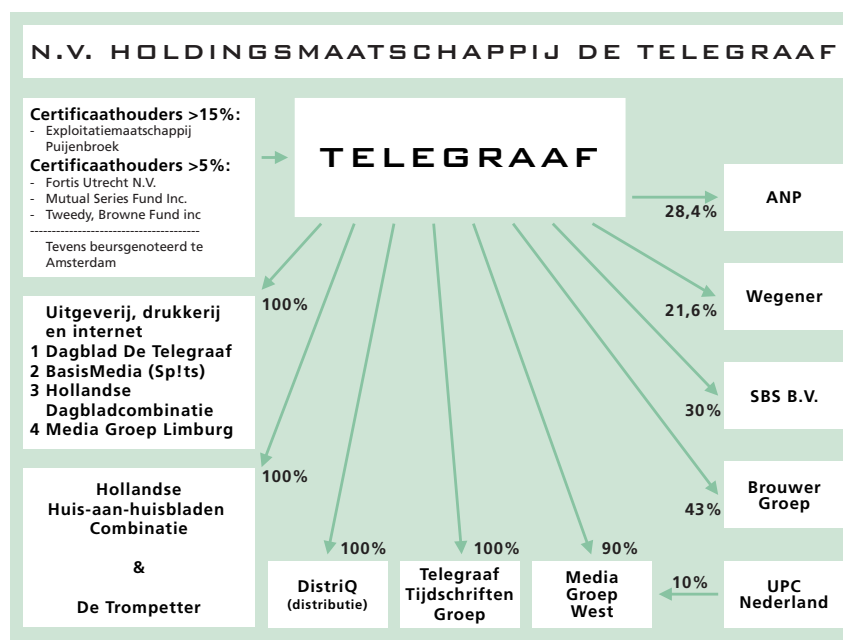 N.V. HOLDINGSMAATSCHAPPIJ DE TELEGRAAF
Certificaathouders >15%:
- Exploitatiemaatschappij
Puijenbroek
Certificaathouders >5%:
- Fortis Utrecht N.V.
- Mutual Series Fund Inc.
- Tweedy, Browne Fund inc
---------------------------------------
Tevens beursgenoteerd te
Amsterdam
TELEGRAAF
28,4%
ANP
21,6%
Wegener
30%
SBS B.V.
43%
Brouwer
Groep
100%
Uitgeverij, drukkerij
en internet
1 Dagblad De Telegraaf
2 BasisMedia (Sp!ts)
3 Hollandse
Dagbladcombinatie
4 Media Groep Limburg
100%
Hollandse
Huis-aan-huisbladen
Combinatie
&
De Trompetter
100%
DistriQ
(distributie)
100%
Telegraaf
Tijdschriften
Groep
90%
Media
Groep
West
10%
UPC
Nederland